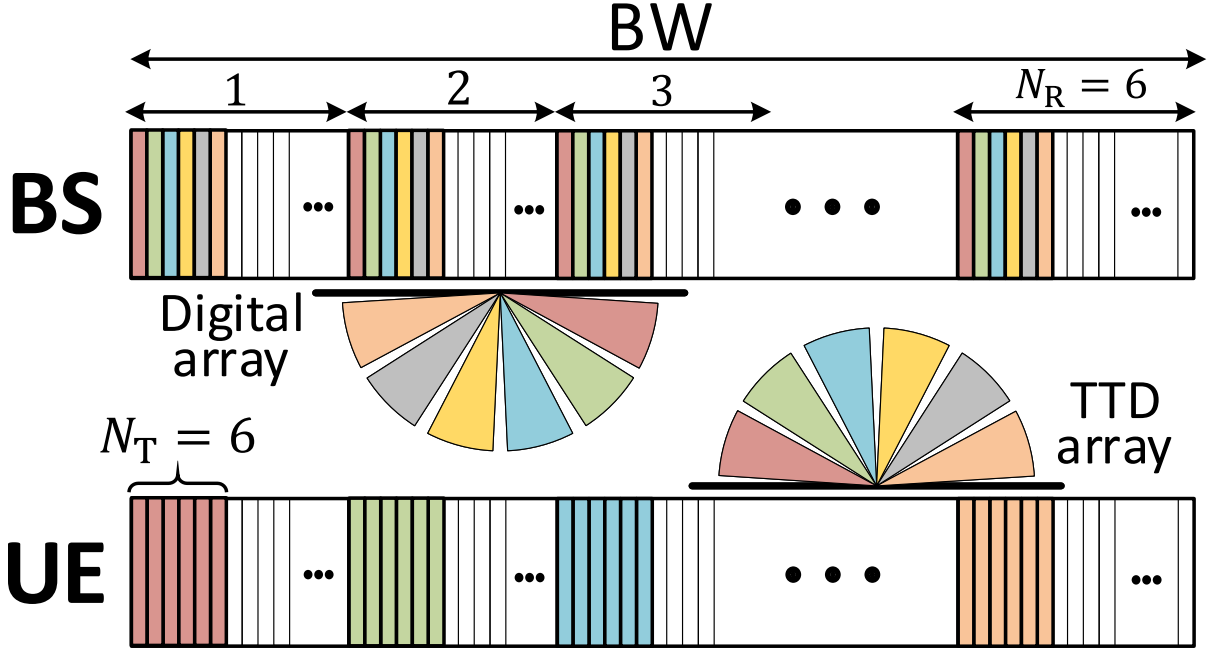 BW
1 2 3 N_R = 6
BS
Digital
array
TTD
array
N_T = 6
UE